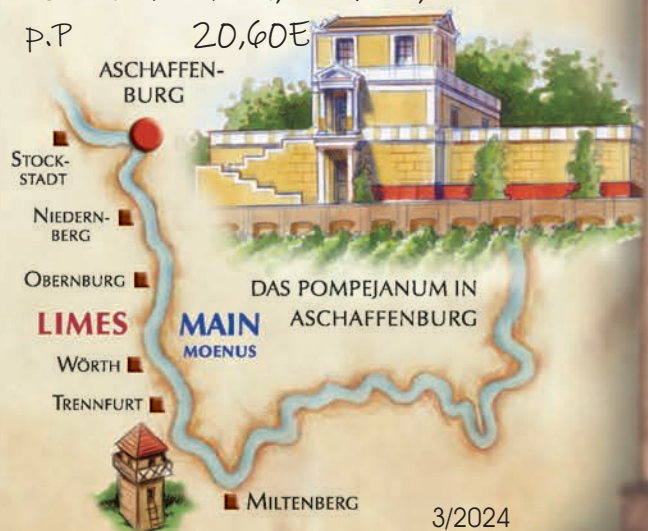 p.P 20,60E
ASCHAFFEN-
BURG
STOCK-
STADT
NIEDERN-
BERG
OBERNBURG
DAS POMPEJANUM IN
ASCHAFFENBURG
LIMES
MAIN
MOENUS
WÖRTH
TRENNFURT
MILTENBERG
3/2024